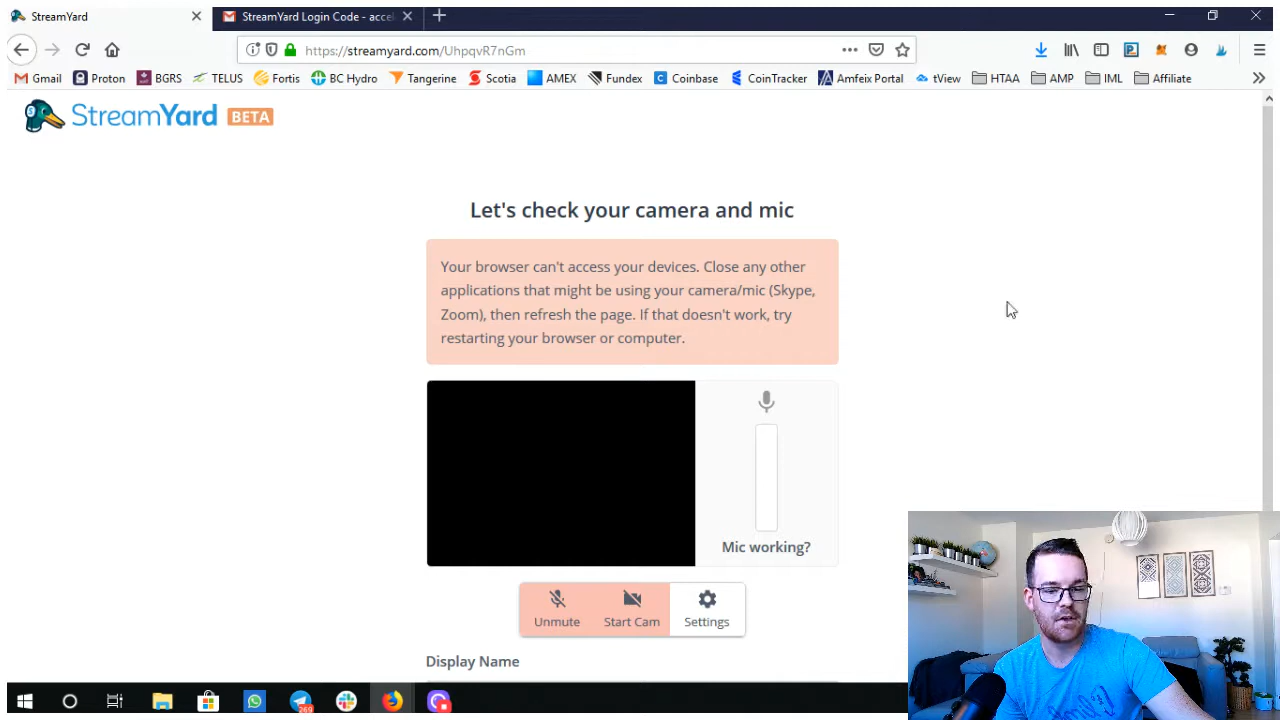 StreamYard
StreamYard Login Code - accel
https://streamyard.com/UhpqvR7nGm
Gmail Proton BGRS TELUS Fortis BC Hydro Tangerine Scotia AMEX Fundex Coinbase CoinTracker Amfeix Portal tView HTAA AMP IML Affiliate
StreamYard BETA
Let's check your camera and mic
Your browser can't access your devices. Close any other
applications that might be using your camera/mic (Skype,
Zoom), then refresh the page. If that doesn't work, try
restarting your browser or computer.
Mic working?
Unmute Start Cam Settings
Display Name
269